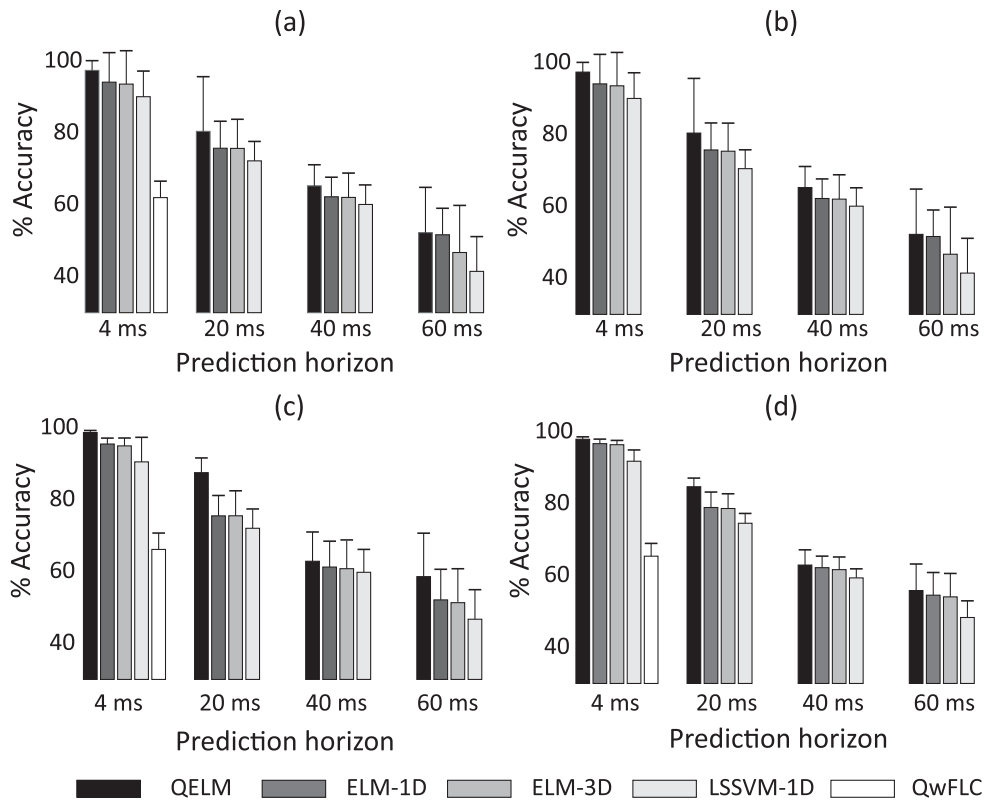 (a)
100
80
60
40
% Accuracy
4 ms 20 ms 40 ms 60 ms
Prediction horizon
(b)
100
80
60
40
% Accuracy
4 ms 20 ms 40 ms 60 ms
Prediction horizon
(c)
100
80
60
40
% Accuracy
4 ms 20 ms 40 ms 60 ms
Prediction horizon
(d)
100
80
60
40
% Accuracy
4 ms 20 ms 40 ms 60 ms
Prediction horizon
QELM ELM-1D ELM-3D LSSVM-1D QwFLC